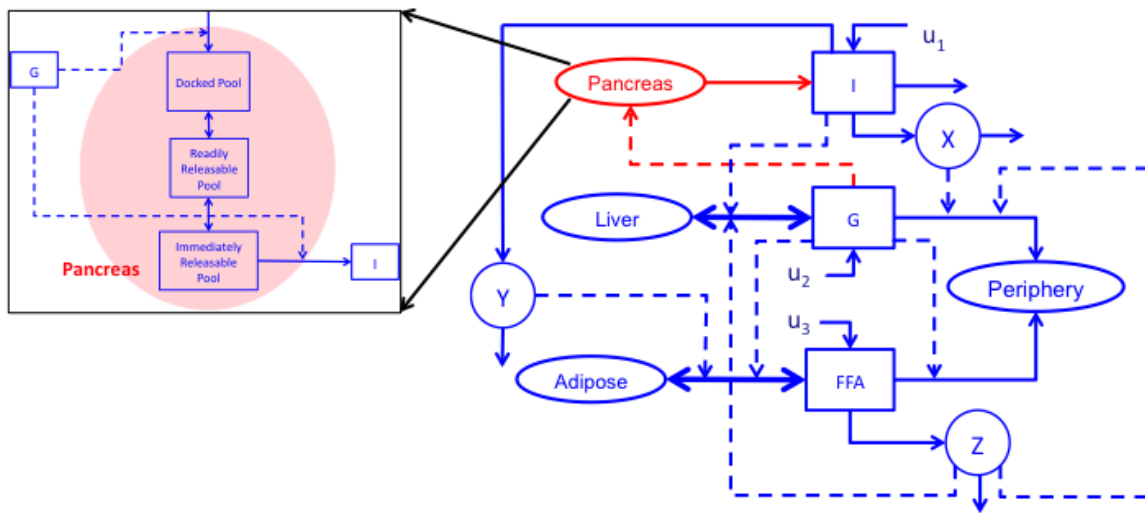 G
Docked Pool
Readily
Releasable
Pool
Immediately
Releasable
Pool
Pancreas
I
Pancreas
I
u1
X
Liver
G
u2
Y
Periphery
u3
Adipose
FFA
Z